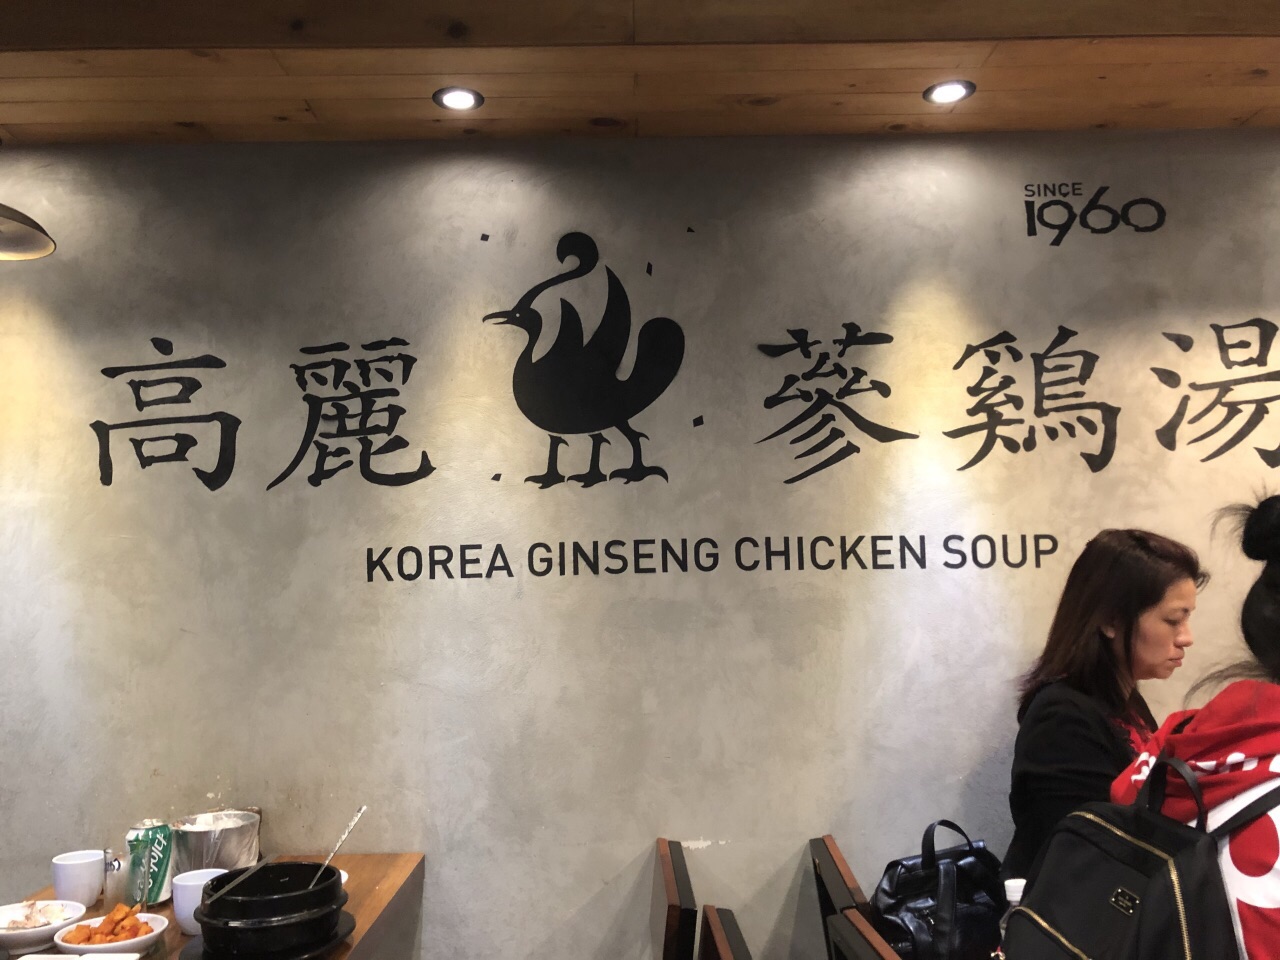 SINCE
1960
高麗 蔘鷄湯
KOREA GINSENG CHICKEN SOUP